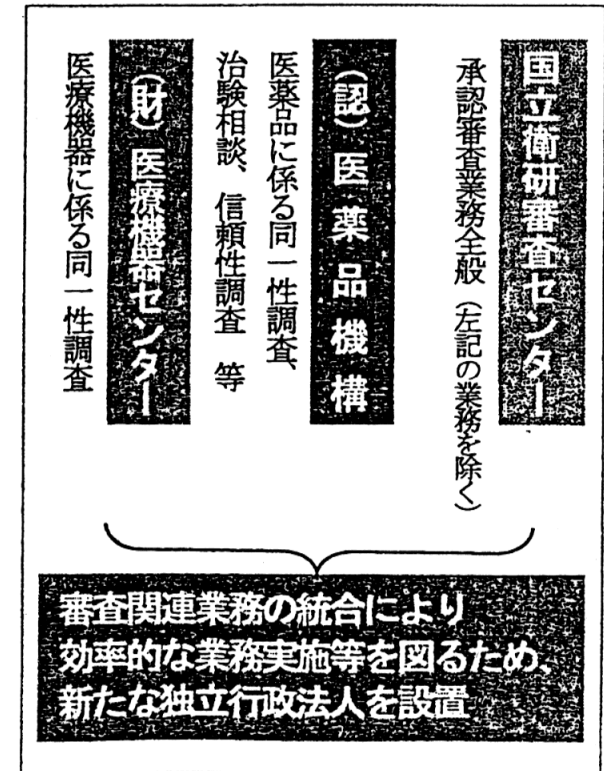 国立衛研審査センター
承認審査業務全般（左記の業務を除く）
（認）医薬品機構
医薬品に係る同一性調査、
治験相談、信頼性調査　等
（財）医療機器センター
医療機器に係る同一性調査
審査関連業務の統合により
効率的な業務実施等を図るため、
新たな独立行政法人を設置